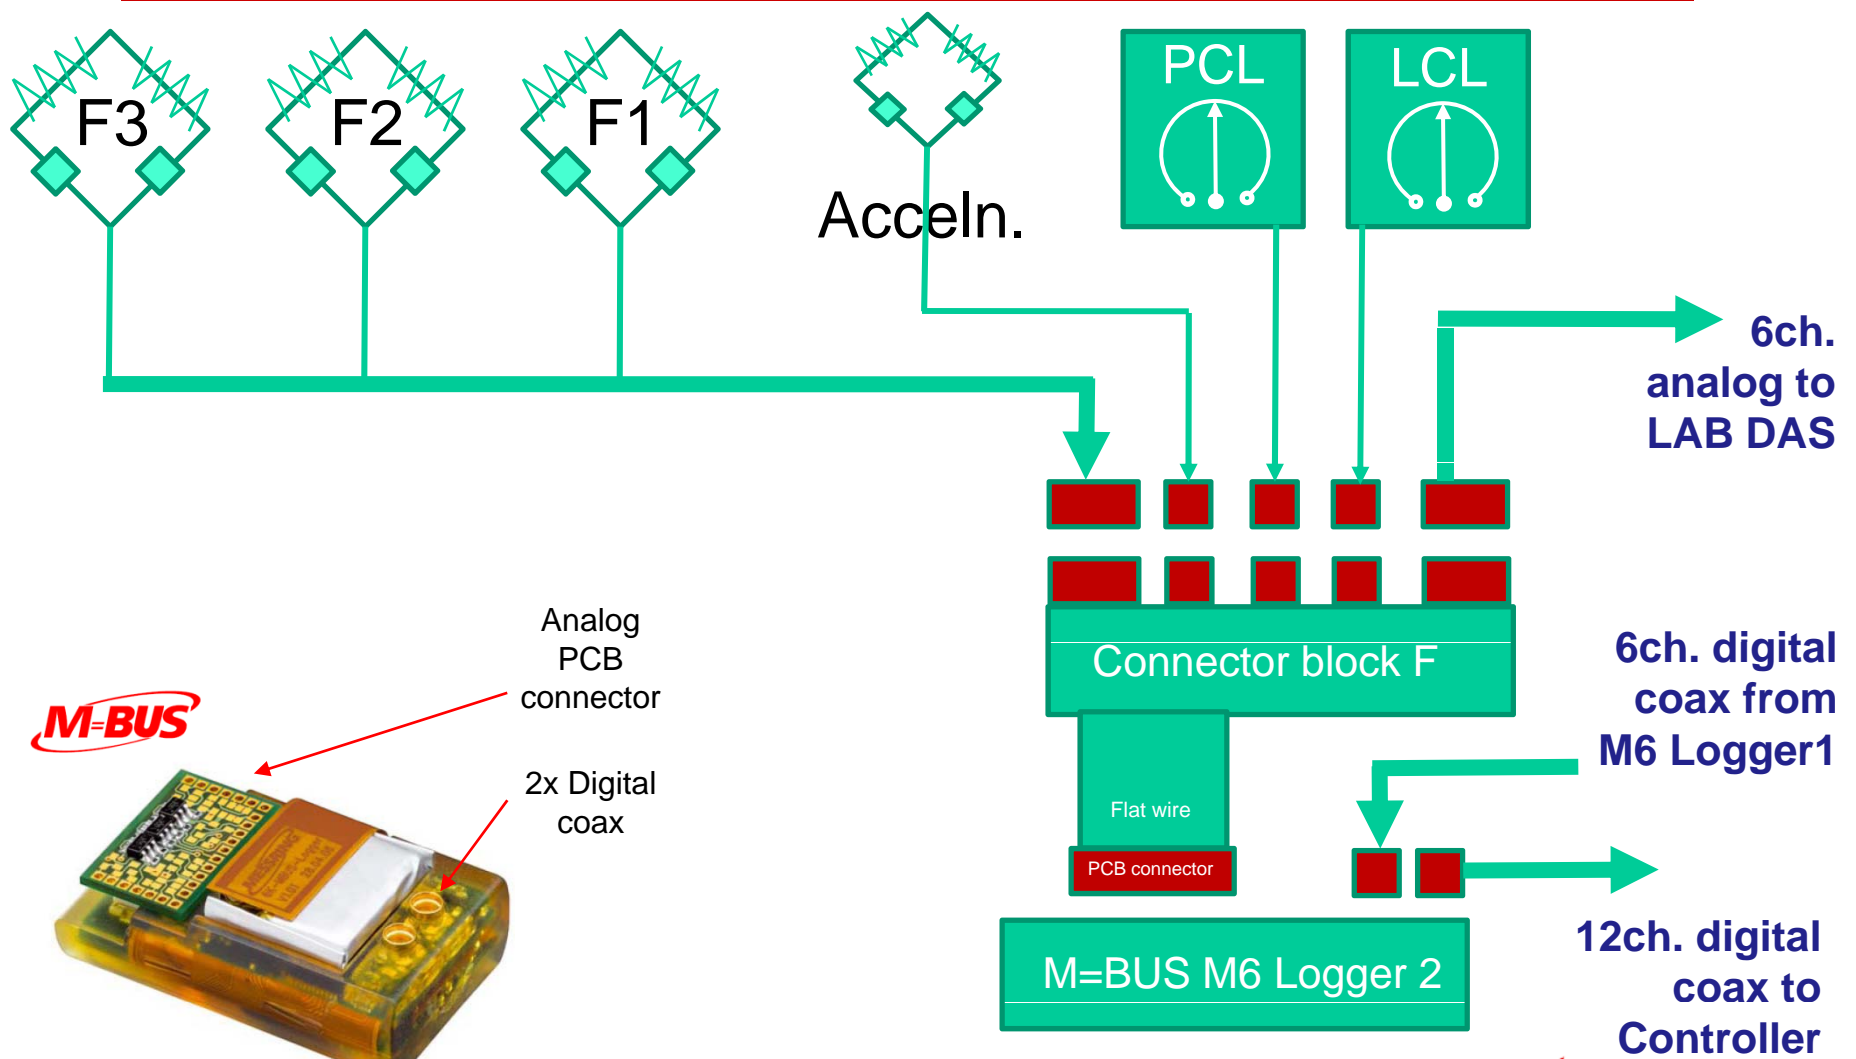 F3
F2
F1
Acceln.
PCL
LCL
6ch.
analog to
LAB DAS
Connector block F
6ch. digital
coax from
M6 Logger1
Analog
PCB
connector
M=BUS
2x Digital
coax
Flat wire
PCB connector
M=BUS M6 Logger 2
12ch. digital
coax to
Controller